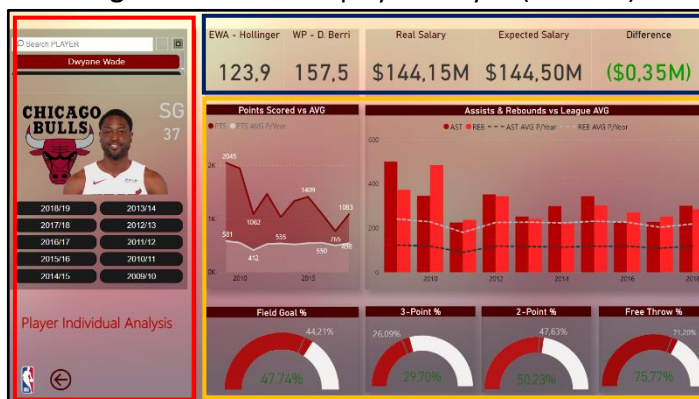 Search PLAYER
Dwyane Wade
CHICAGO
BULLS
SG
37
2018/19 2013/14
2017/18 2012/13
2016/17 2011/12
2015/16 2010/11
2014/15 2009/10
Player Individual Analysis
EWA - Hollinger WP - D. Berri Real Salary Expected Salary Difference
123,9 157,5 $144,15M $144,50M ($0,35M)
Points Scored vs AVG
PTS PTS AVG P/Year
2K
1K
0K
2045
1062
1409
1083
765
581
412
535
550
2010 2015
Assists & Rebounds vs League AVG
AST REB AST AVG P/Year REB AVG P/Year
600
400
200
0
2010 2012 2014 2016 2018
Field Goal % 3-Point % 2-Point % Free Throw %
44,21% 26,09% 47,63% 71,20%
47,74% 29,70% 50,23% 75,77%